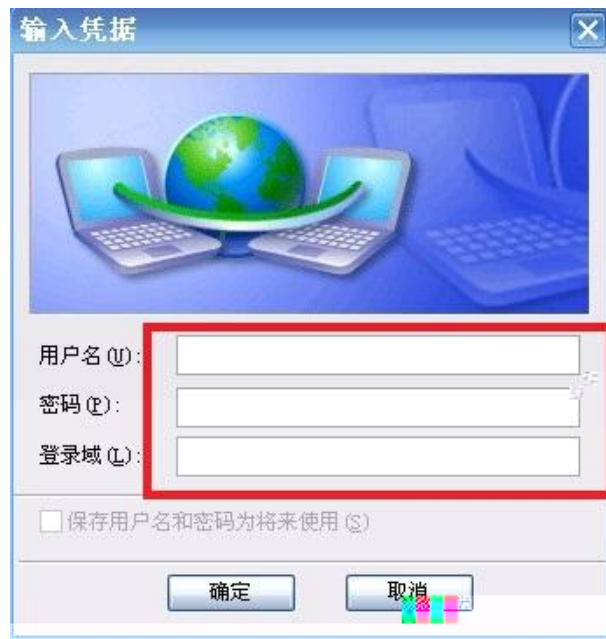 输入凭据
用户名(U):
密码(P):
登录域(L):
保存用户名和密码为将来使用(S)
确定
取消